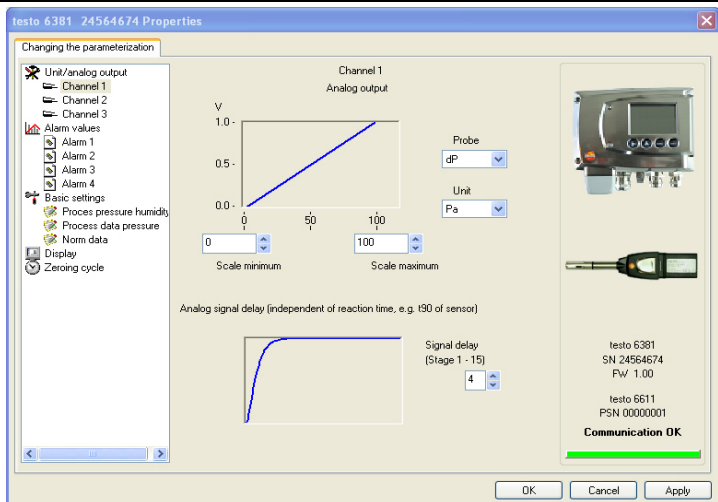 testo 6381 24564674 Properties
Changing the parameterization
Unit/analog output
Channel 1
Channel 2
Channel 3
Alarm values
Alarm 1
Alarm 2
Alarm 3
Alarm 4
Basic settings
Proces pressure humidity
Process data pressure
Norm data
Display
Zeroing cycle
Channel 1
Analog output
V
1.0 -
0.5 -
0.0 -
0
50
100
Probe
dP
Unit
Pa
0
100
Scale minimum
Scale maximum
Analog signal delay (independent of reaction time, e.g. t90 of sensor)
Signal delay
(Stage 1 - 15)
4
testo 6381
SN 24564674
FW 1.00
testo 6611
PSN 00000001
Communication OK
OK
Cancel
Apply